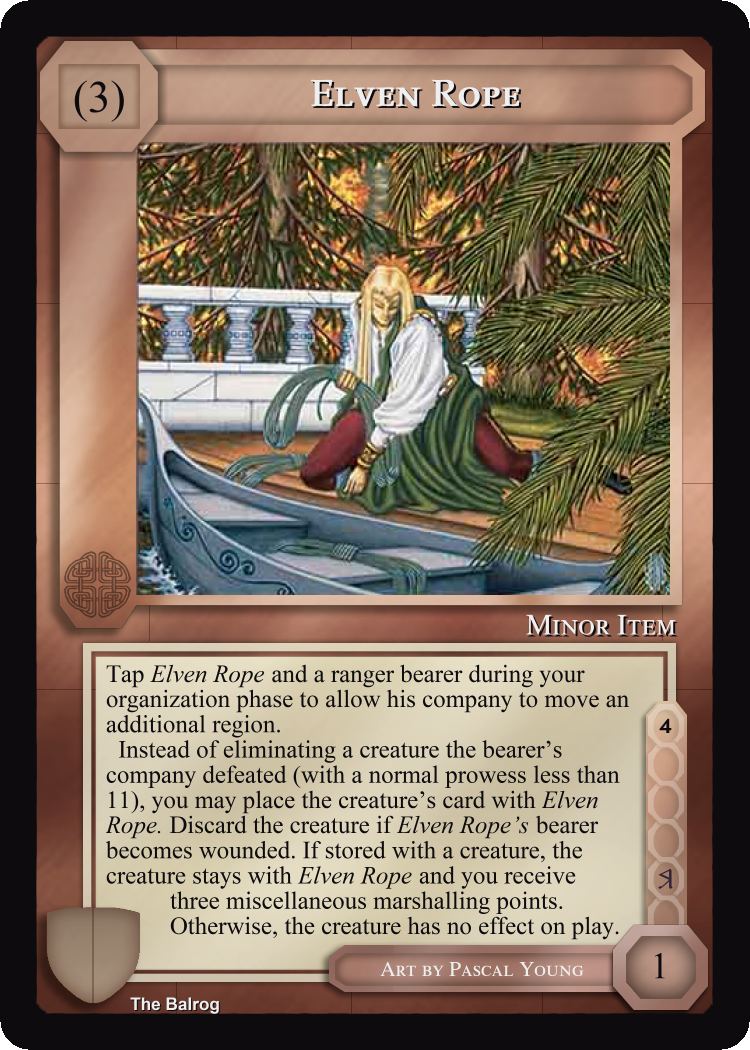 (3)
Elven Rope
Minor Item
Tap Elven Rope and a ranger bearer during your
organization phase to allow his company to move an
additional region.
Instead of eliminating a creature the bearer's
company defeated (with a normal prowess less than
11), you may place the creature's card with Elven
Rope. Discard the creature if Elven Rope's bearer
becomes wounded. If stored with a creature, the
creature stays with Elven Rope and you receive
three miscellaneous marshalling points.
Otherwise, the creature has no effect on play.
4
Art by Pascal Young
1
The Balrog